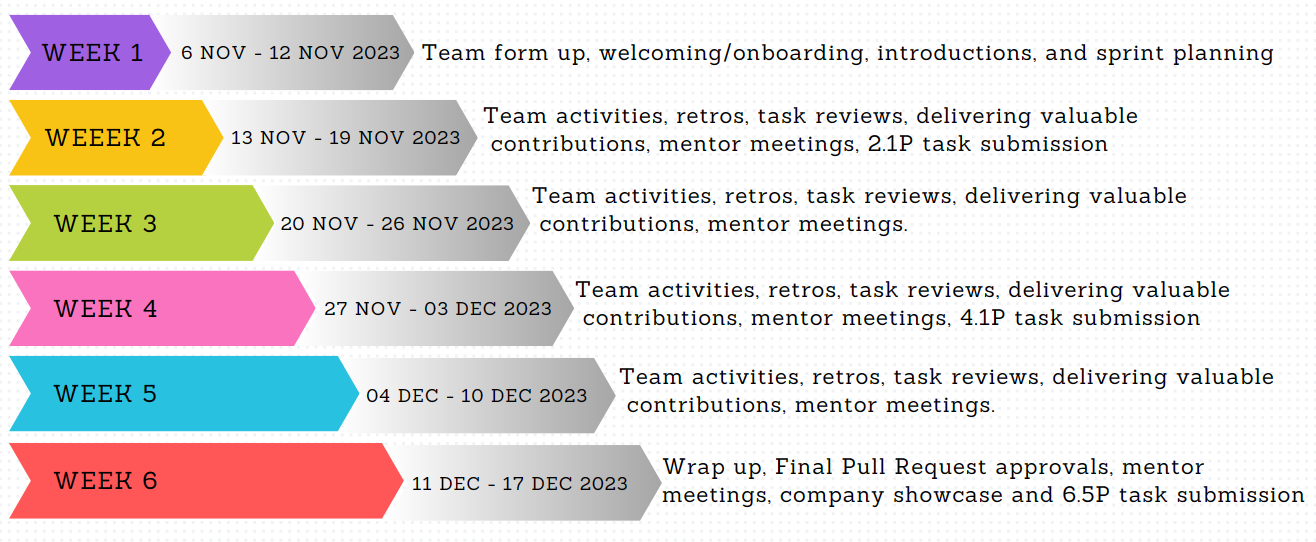 WEEK 1
6 NOV - 12 NOV 2023
Team form up, welcoming/onboarding, introductions, and sprint planning
WEEEK 2
13 NOV - 19 NOV 2023
Team activities, retros, task reviews, delivering valuable
contributions, mentor meetings, 2.1P task submission
WEEK 3
20 NOV - 26 NOV 2023
Team activities, retros, task reviews, delivering valuable
contributions, mentor meetings.
WEEK 4
27 NOV - 03 DEC 2023
Team activities, retros, task reviews, delivering valuable
contributions, mentor meetings, 4.1P task submission
WEEK 5
04 DEC - 10 DEC 2023
Team activities, retros, task reviews, delivering valuable
contributions, mentor meetings.
WEEK 6
11 DEC - 17 DEC 2023
Wrap up, Final Pull Request approvals, mentor
meetings, company showcase and 6.5P task submission